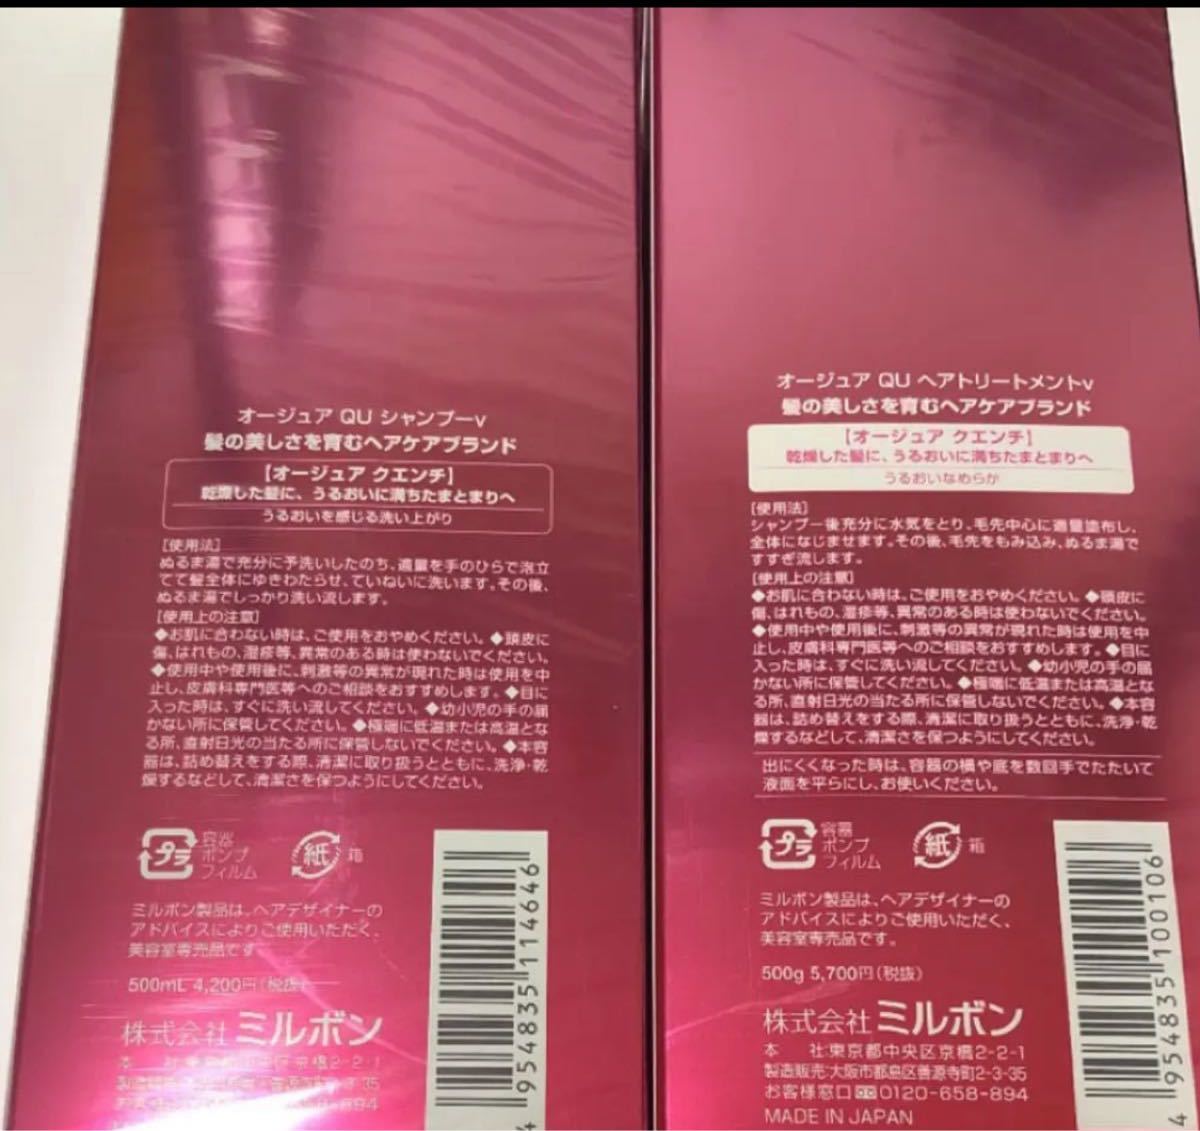 オージュア QU シャンプーv
髪の美しさを育むヘアケアブランド
【オージュア クエンチ】
乾燥した髪に、うるおいに満ちたまとまりへ
うるおいを感じる洗い上がり
[使用法]
ぬるま湯で充分に予洗いしたのち、適量を手のひらで泡立
てて髪全体にゆきわたらせ、ていねいに洗います。その後、
ぬるま湯でしっかり洗い流します。
[使用上の注意]
◆お肌に合わない時は、ご使用をおやめください。◆頭皮に
傷、はれもの、湿疹等、異常のある時は使わないでください。
◆使用中や使用後に、刺激等の異常が現れた時は使用を中
止し、皮膚科専門医等へのご相談をおすすめします。◆目に
入った時は、すぐに洗い流してください。◆幼小児の手の届
かない所に保管してください。◆極端に低温または高温とな
る所、直射日光の当たる所に保管しないでください。◆本容
器は、詰め替えをする際、清潔に取り扱うとともに、洗浄・乾
燥するなどして、清潔さを保つようにしてください。
プラ
容器
ポンプ
フィルム
紙
箱
ミルボン製品は、ヘアデザイナーの
アドバイスによりご使用いただく、
美容室専売品です
500mL 4,200円(税抜)
株式会社 ミルボン
本 社:東京都中央区京橋2-2-1
4 954835 114646
オージュア QU ヘアトリートメントv
髪の美しさを育むヘアケアブランド
【オージュア クエンチ】
乾燥した髪に、うるおいに満ちたまとまりへ
うるおいなめらか
[使用法]
シャンプー後充分に水気をとり、毛先中心に適量塗布し、
全体になじませます。その後、毛先をもみ込み、ぬるま湯で
すすぎ流します。
[使用上の注意]
◆お肌に合わない時は、ご使用をおやめください。◆頭皮に
傷、はれもの、湿疹等、異常のある時は使わないでください。
◆使用中や使用後に、刺激等の異常が現れた時は使用を中
止し、皮膚科専門医等へのご相談をおすすめします。◆目に
入った時は、すぐに洗い流してください。◆幼小児の手の届
かない所に保管してください。◆極端に低温または高温とな
る所、直射日光の当たる所に保管しないでください。◆本容
器は、詰め替えをする際、清潔に取り扱うとともに、洗浄・乾
燥するなどして、清潔さを保つようにしてください。
出にくくなった時は、容器の横や底を数回手でたたいて
液面を平らにし、お使いください。
プラ
容器
ポンプ
フィルム
紙
箱
ミルボン製品は、ヘアデザイナーの
アドバイスによりご使用いただく、
美容室専売品です。
500g 5,700円(税抜)
株式会社 ミルボン
本 社:東京都中央区京橋2-2-1
製造販売:大阪市都島区善源寺町2-3-35
お客様窓口 0120-658-894
MADE IN JAPAN
4 954835 100106